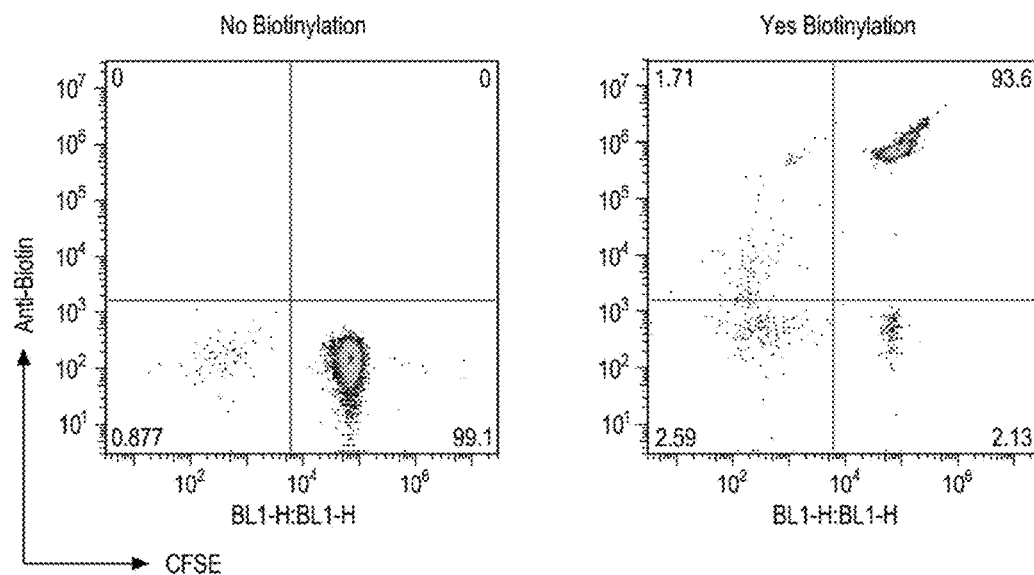 No Biotinylation
Yes Biotinylation
0 0
10⁷
10⁶
10⁵
10⁴
10³
10²
10¹
0.877 99.1
10² 10⁴ 10⁶
BL1-H:BL1-H
1.71 93.6
10⁷
10⁶
10⁵
10⁴
10³
10²
10¹
2.59 2.13
10² 10⁴ 10⁶
BL1-H:BL1-H
Anti-Biotin
CFSE